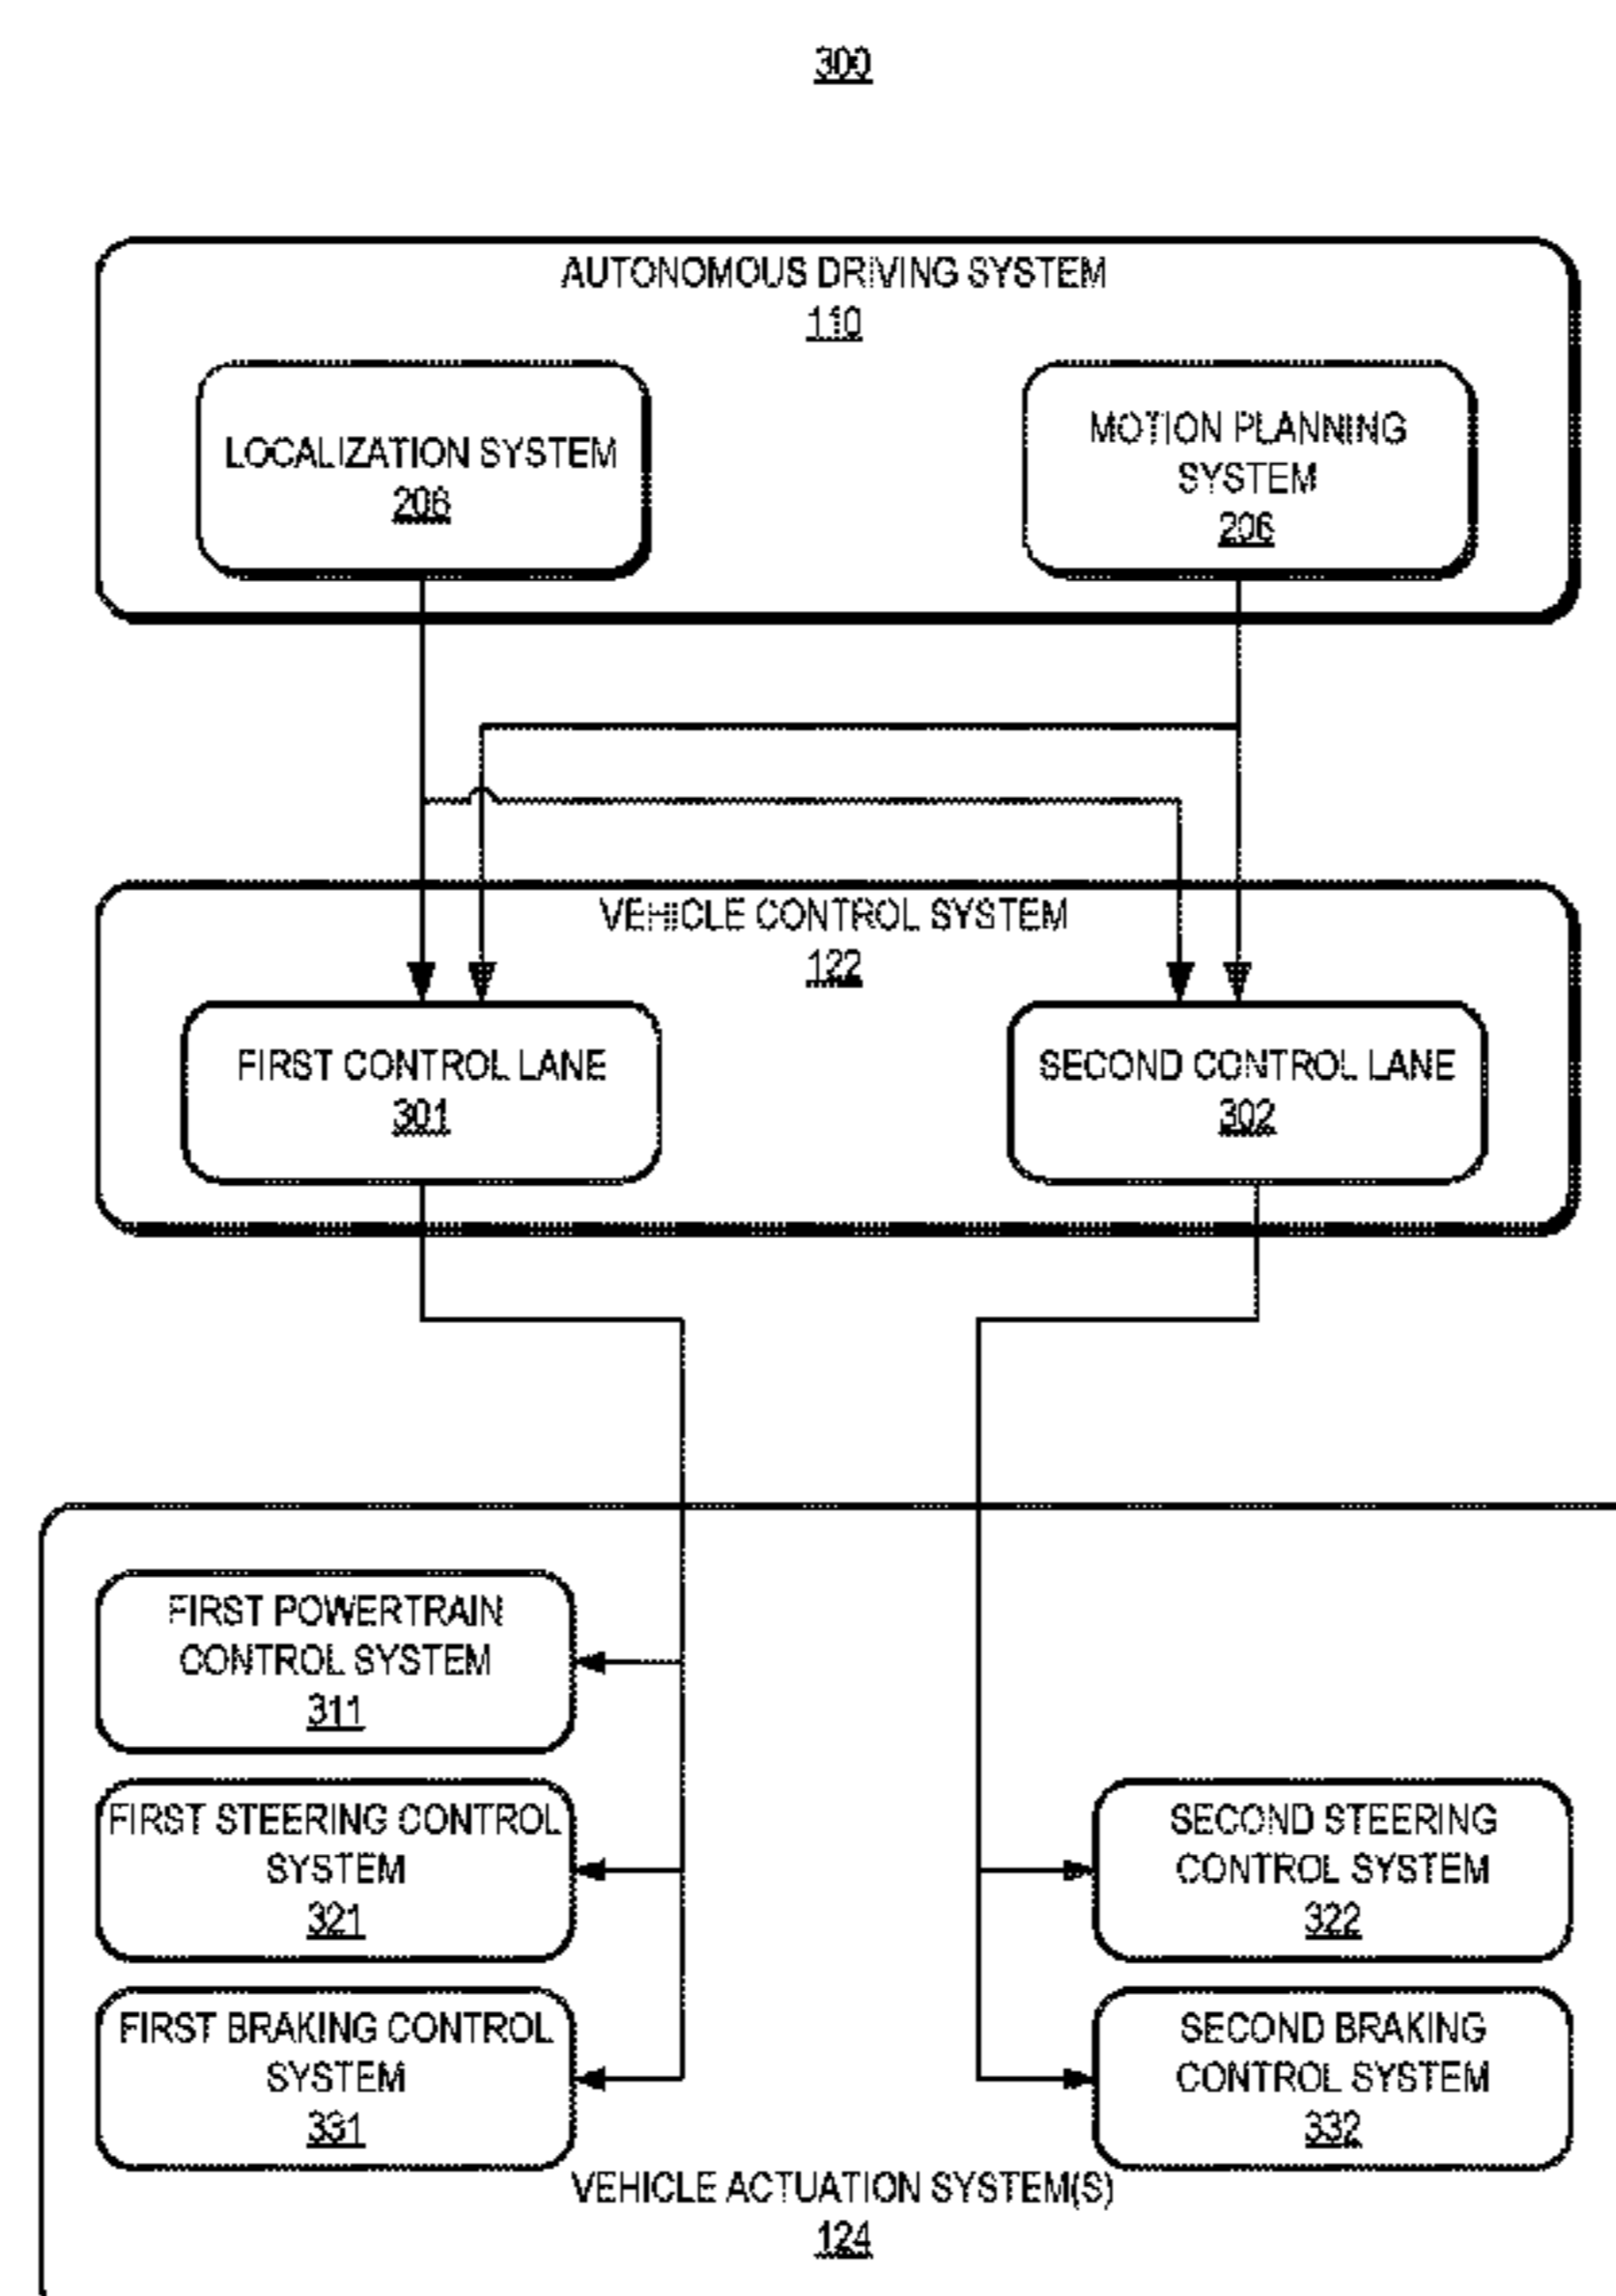 300
AUTONOMOUS DRIVING SYSTEM
110
LOCALIZATION SYSTEM
206
MOTION PLANNING
SYSTEM
206
VEHICLE CONTROL SYSTEM
122
FIRST CONTROL LANE
301
SECOND CONTROL LANE
302
FIRST POWERTRAIN
CONTROL SYSTEM
311
FIRST STEERING CONTROL
SYSTEM
321
SECOND STEERING
CONTROL SYSTEM
322
FIRST BRAKING CONTROL
SYSTEM
331
SECOND BRAKING
CONTROL SYSTEM
332
VEHICLE ACTUATION SYSTEM(S)
124